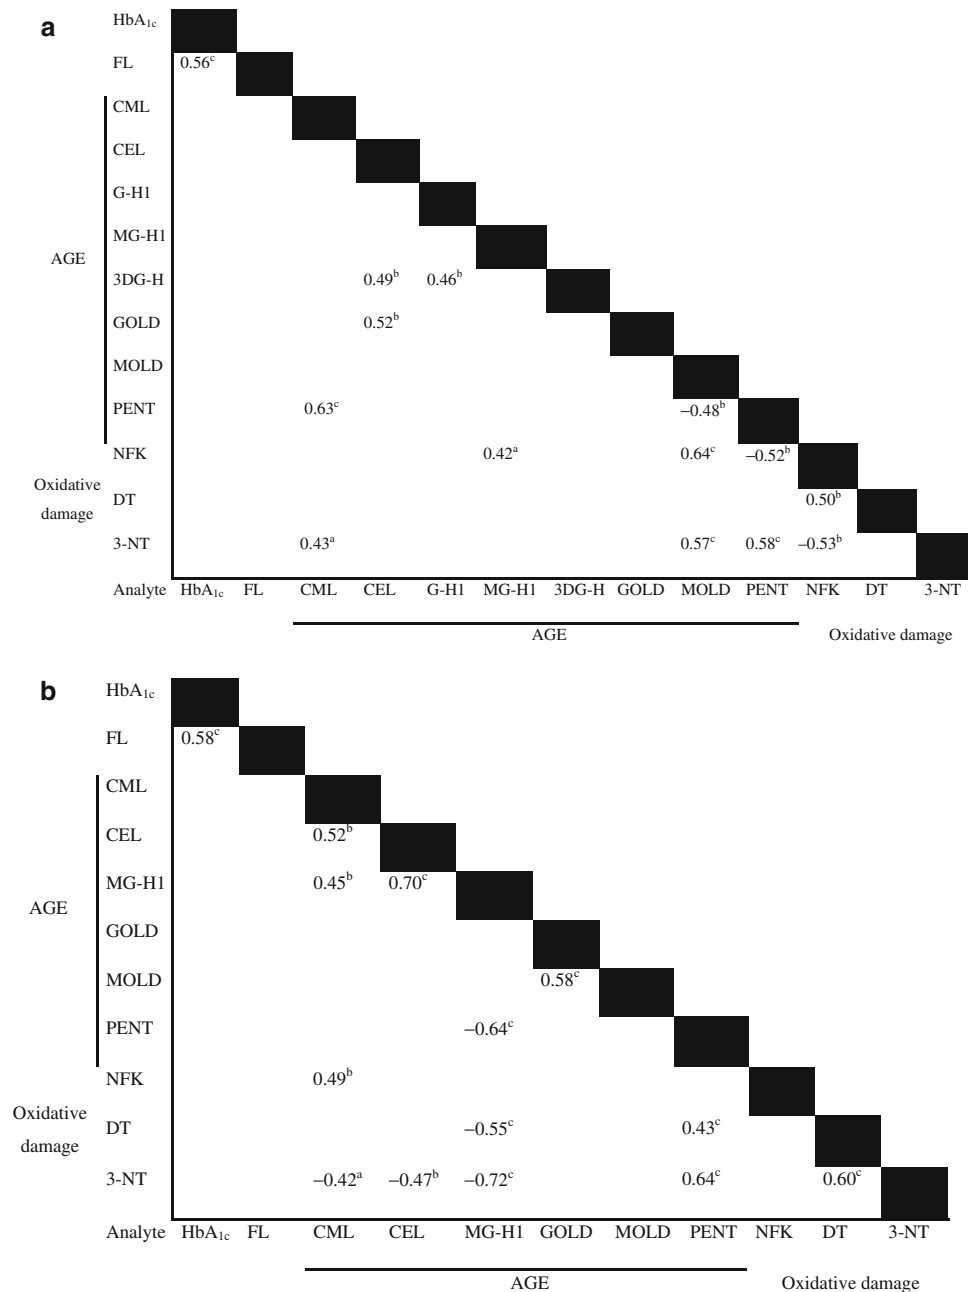 a
HbA1c
FL 0.56c
CML
CEL
G-H1
MG-H1
AGE
3DG-H 0.49b 0.46b
GOLD 0.52b
MOLD
PENT 0.63c −0.48b
NFK 0.42a 0.64c −0.52b
Oxidative damage
DT 0.50b
3-NT 0.43a 0.57c 0.58c −0.53b
Analyte HbA1c FL CML CEL G-H1 MG-H1 3DG-H GOLD MOLD PENT NFK DT 3-NT
AGE Oxidative damage
b
HbA1c
FL 0.58c
CML
CEL 0.52b
MG-H1 0.45b 0.70c
AGE
GOLD
MOLD 0.58c
PENT −0.64c
NFK 0.49b
Oxidative
DT −0.55c 0.43c
damage
3-NT −0.42a −0.47b −0.72c 0.64c 0.60c
Analyte HbA1c FL CML CEL MG-H1 GOLD MOLD PENT NFK DT 3-NT
AGE Oxidative damage